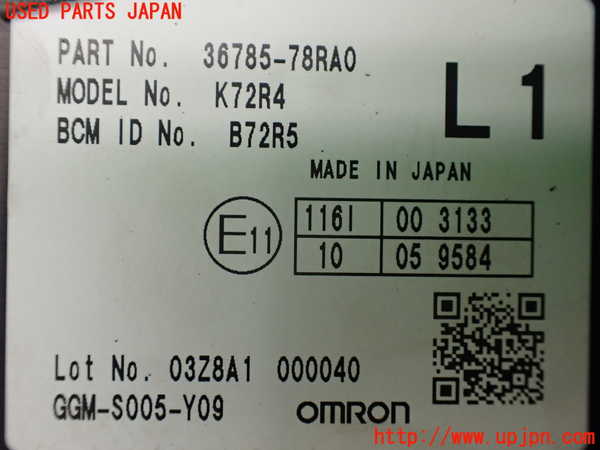 USED PARTS JAPAN
PART No. 36785-78RA0
MODEL No. K72R4
BCM ID No. B72R5
L1
MADE IN JAPAN
E11
116I 00 3133
10 05 9584
Lot No. 03Z8A1 000040
GGM-S005-Y09
OMRON
http://www.upjpn.com/